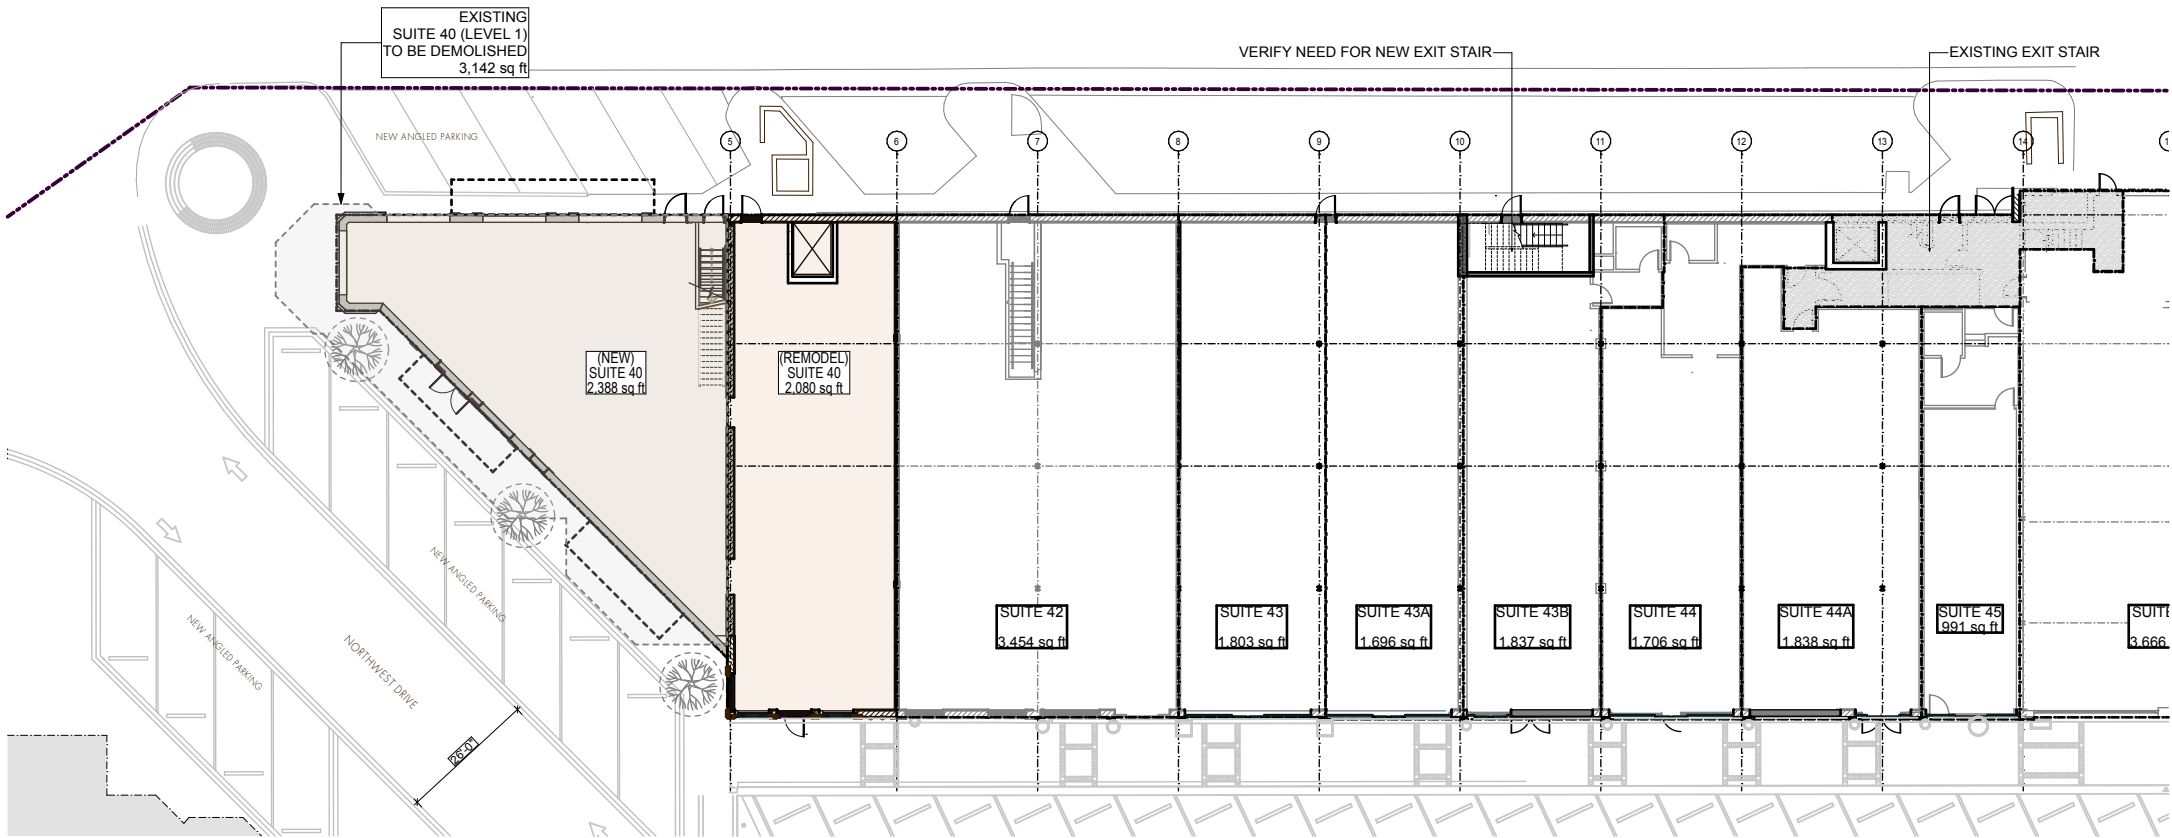 EXISTING
SUITE 40 (LEVEL 1)
TO BE DEMOLISHED
3,142 sq ft
VERIFY NEED FOR NEW EXIT STAIR
EXISTING EXIT STAIR
NEW ANGLED PARKING
5
6
7
8
9
10
11
12
13
14
(NEW)
SUITE 40
2,388 sq ft
(REMODEL)
SUITE 40
2,080 sq ft
SUITE 42
3,454 sq ft
SUITE 43
1,803 sq ft
SUITE 43A
1,696 sq ft
SUITE 43B
1,837 sq ft
SUITE 44
1,706 sq ft
SUITE 44A
1,838 sq ft
SUITE 45
991 sq ft
SUITE
3,666
NEW ANGLED PARKING
NEW ANGLED PARKING
NORTHWEST DRIVE
26'-0"